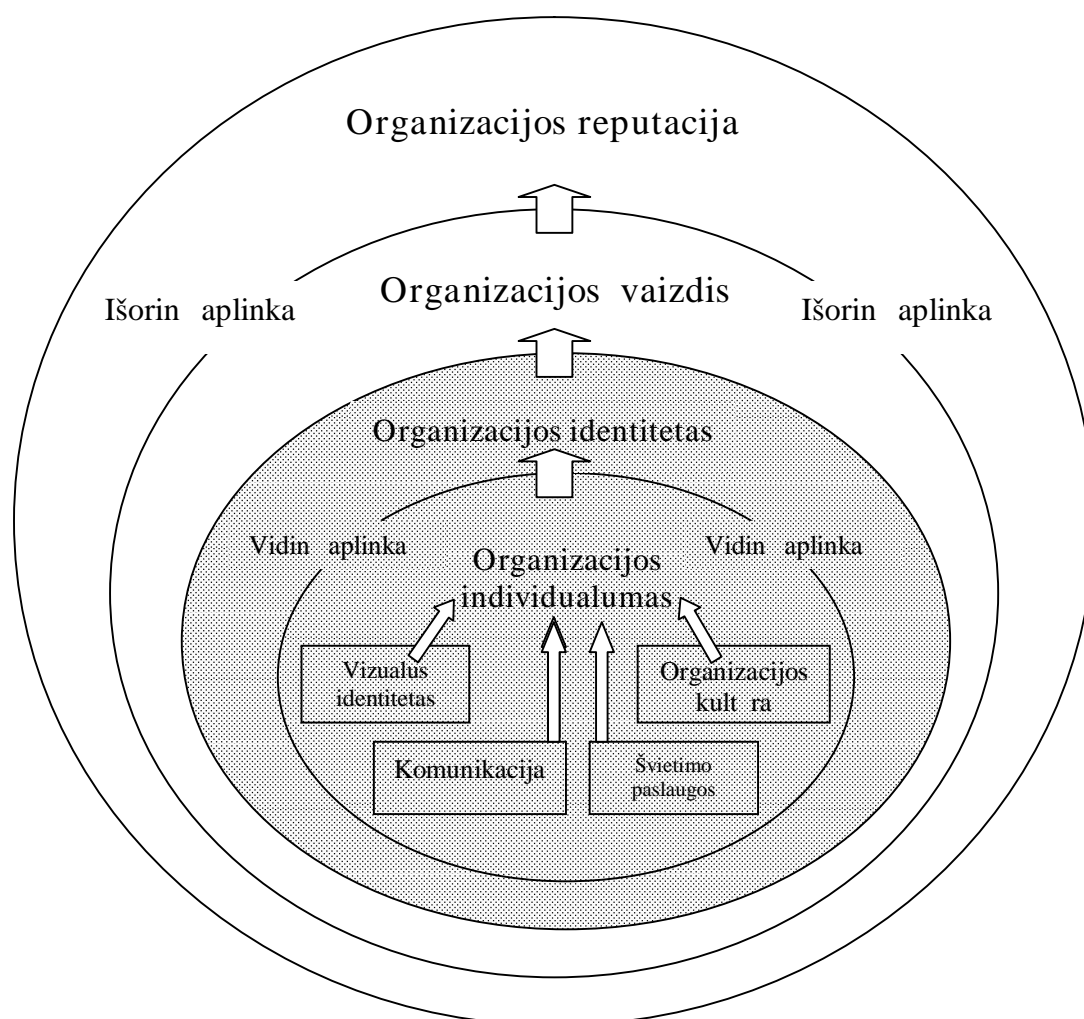 Organizacijos reputacija
Organizacijos vaizdis
Išorin aplinka
Išorin aplinka
Organizacijos identitetas
Vidin aplinka
Vidin aplinka
Organizacijos
individualumas
Vizualus
identitetas
Organizacijos
kult ra
Komunikacija
Švietimo
paslaugos